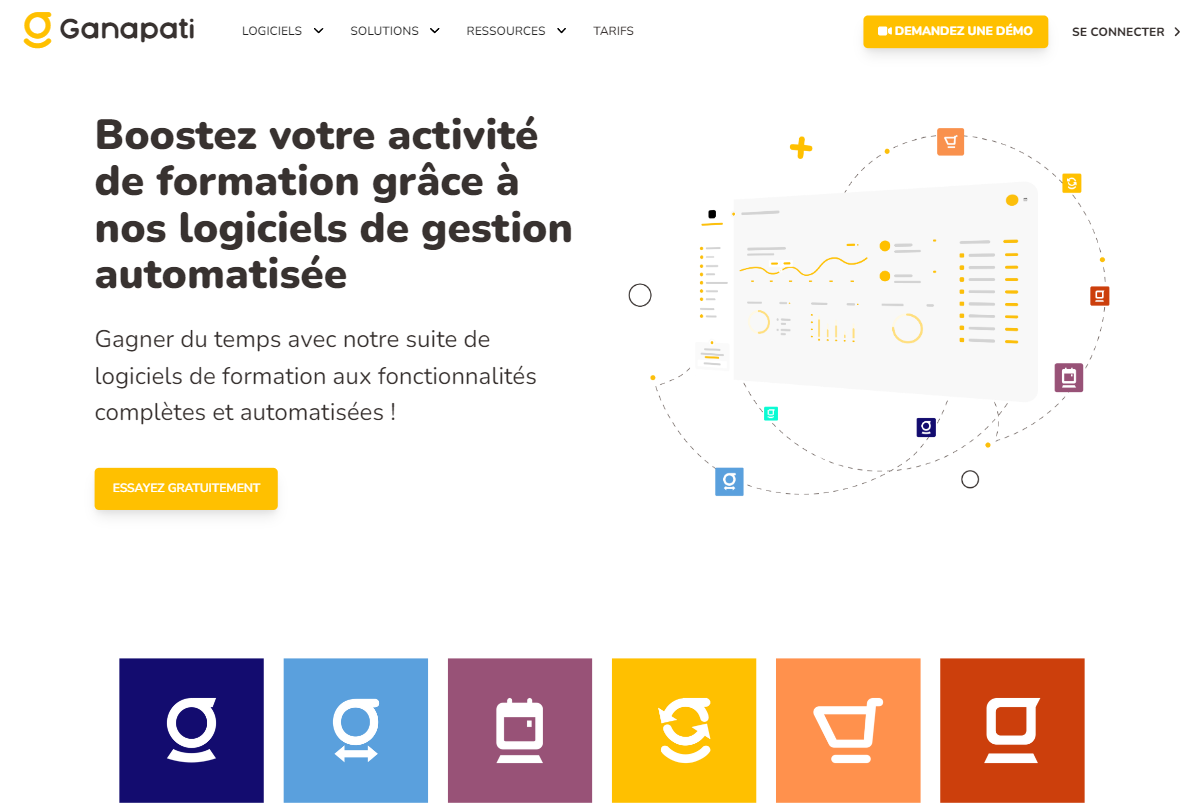 Ganapati
LOGICIELS
SOLUTIONS
RESSOURCES
TARIFS
DEMANDEZ UNE DÉMO
SE CONNECTER
Boostez votre activité
de formation grâce à
nos logiciels de gestion
automatisée
Gagner du temps avec notre suite de
logiciels de formation aux fonctionnalités
complètes et automatisées !
ESSAYEZ GRATUITEMENT